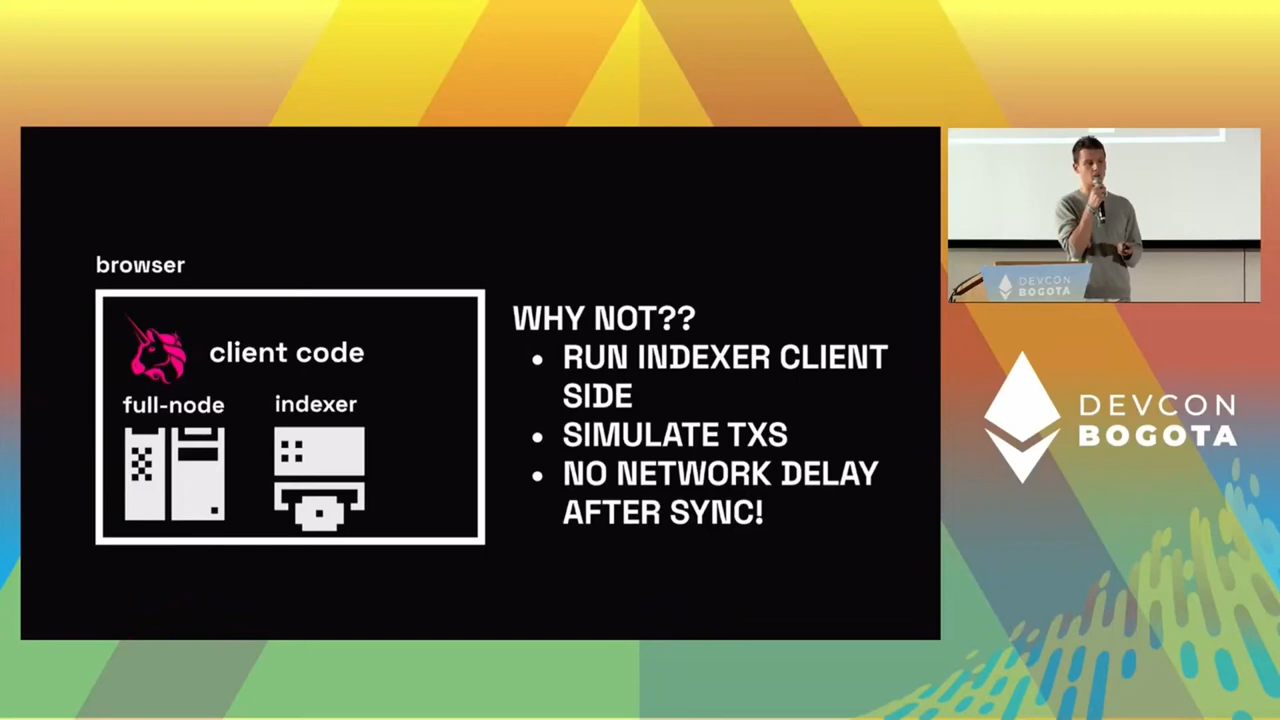 browser
client code
full-node
indexer
WHY NOT??
• RUN INDEXER CLIENT
SIDE
• SIMULATE TXS
• NO NETWORK DELAY
AFTER SYNC!
DEVCON
BOGOTA
DEVCON
BOGOTA